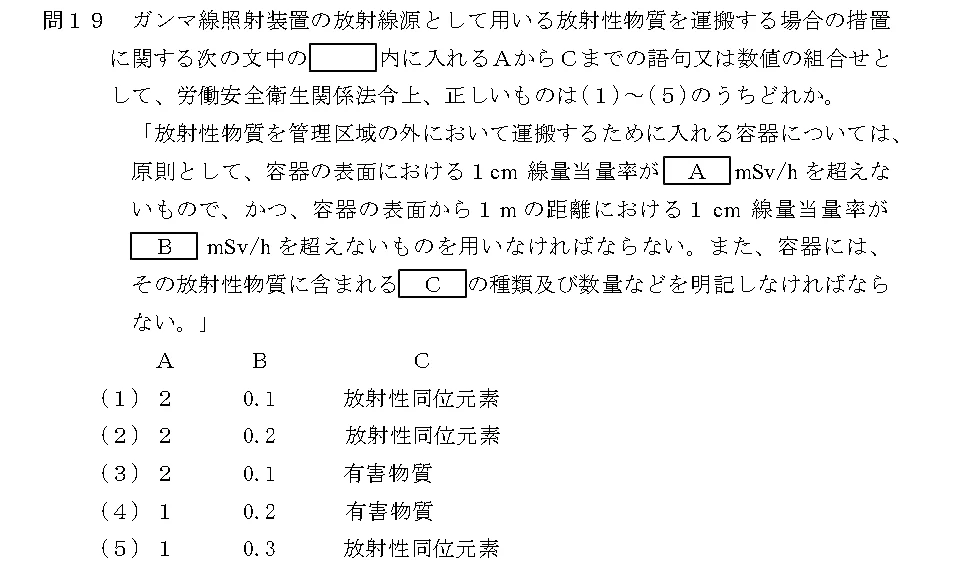 問１９　ガンマ線照射装置の放射線源として用いる放射性物質を運搬する場合の措置
に関する次の文中の　　　内に入れるＡからＣまでの語句又は数値の組合せと
して、労働安全衛生関係法令上、正しいものは(１)～(５)のうちどれか。
「放射性物質を管理区域の外において運搬するために入れる容器については、
原則として、容器の表面における１cm 線量当量率が　Ａ　mSv/h を超えな
いもので、かつ、容器の表面から１ｍの距離における１ cm 線量当量率が
Ｂ　mSv/h を超えないものを用いなければならない。また、容器には、
その放射性物質に含まれる　Ｃ　の種類及び数量などを明記しなければなら
ない。」
Ａ　Ｂ　Ｃ
(１) ２　0.1　放射性同位元素
(２) ２　0.2　放射性同位元素
(３) ２　0.1　有害物質
(４) １　0.2　有害物質
(５) １　0.3　放射性同位元素